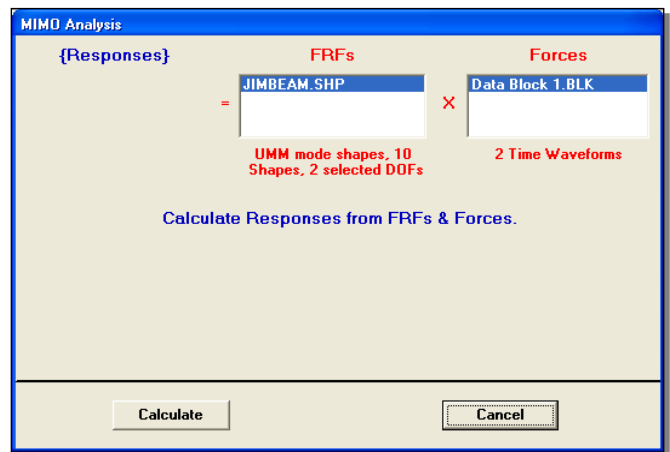 MIMO Analysis
{Responses} FRFs Forces
= JIMBEAM.SHP X Data Block 1.BLK
UMM mode shapes, 10 2 Time Waveforms
Shapes, 2 selected DOFs
Calculate Responses from FRFs & Forces.
Calculate Cancel